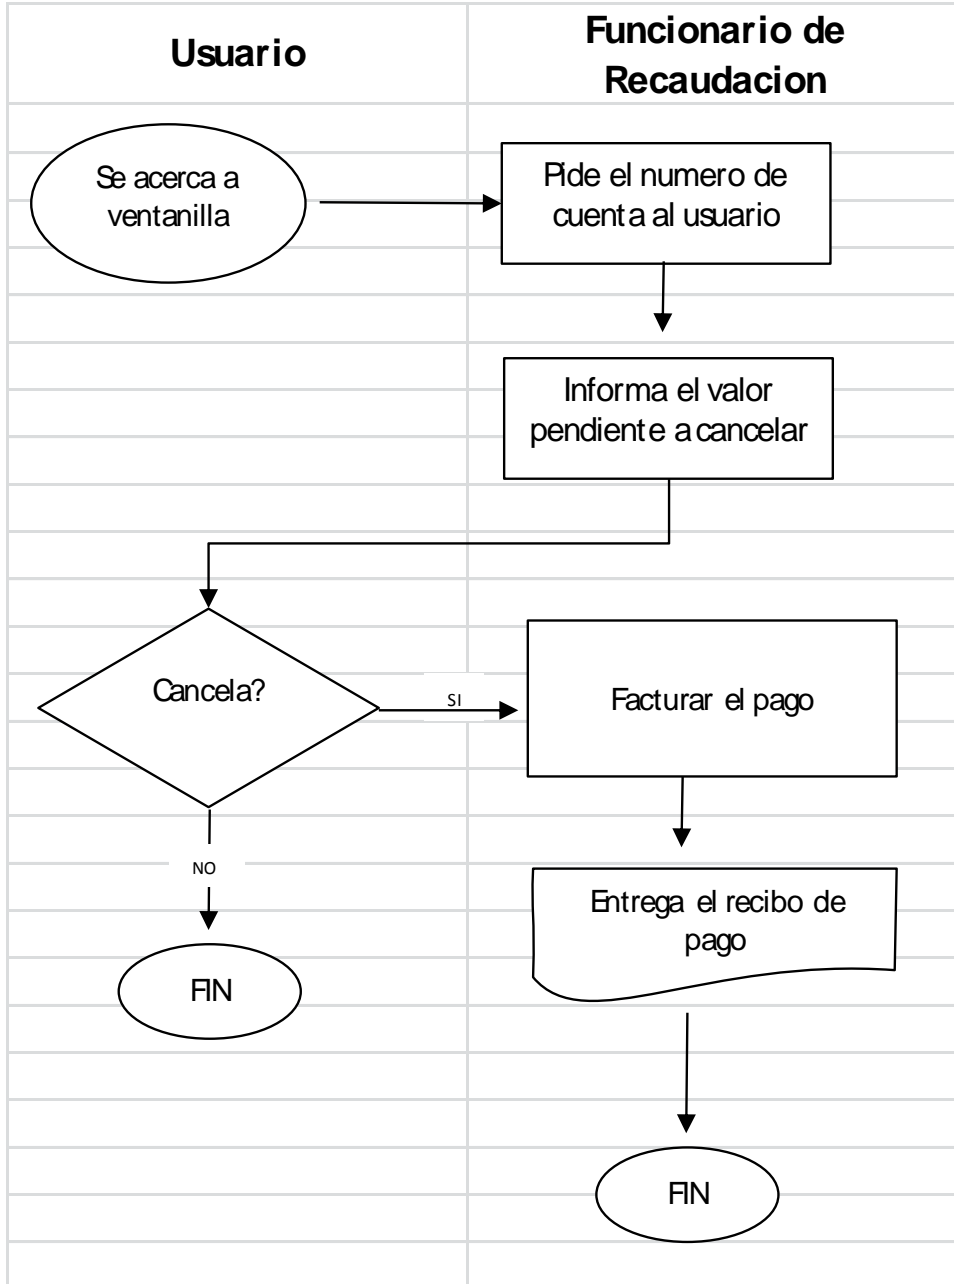 Usuario
Funcionario de
Recaudacion
Se acerca a
ventanilla
Pide el numero de
cuenta al usuario
Informa el valor
pendiente a cancelar
Cancela?
SI
Facturar el pago
NO
Entrega el recibo de
pago
FIN
FIN